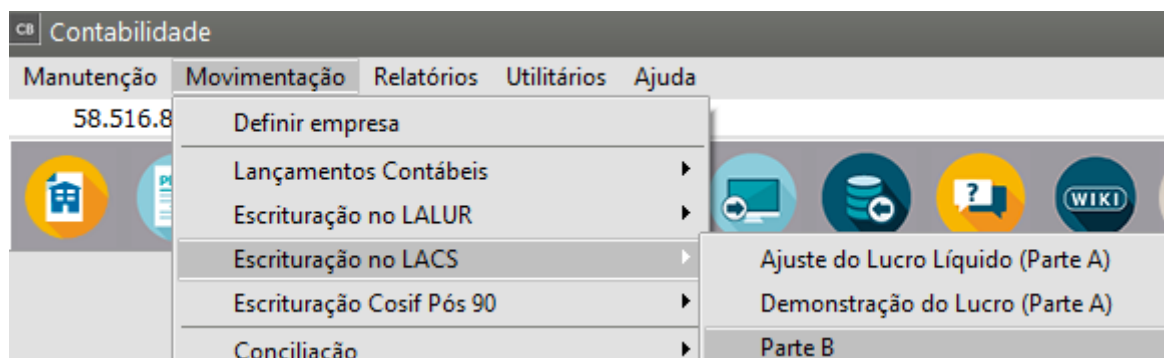 CB Contabilidade
Manutenção Movimentação Relatórios Utilitários Ajuda
58.516.8
Definir empresa
Lançamentos Contábeis
Escrituração no LALUR
Escrituração no LACS
Escrituração Cosif Pós 90
Conciliação
WIKI
Ajuste do Lucro Líquido (Parte A)
Demonstração do Lucro (Parte A)
Parte B